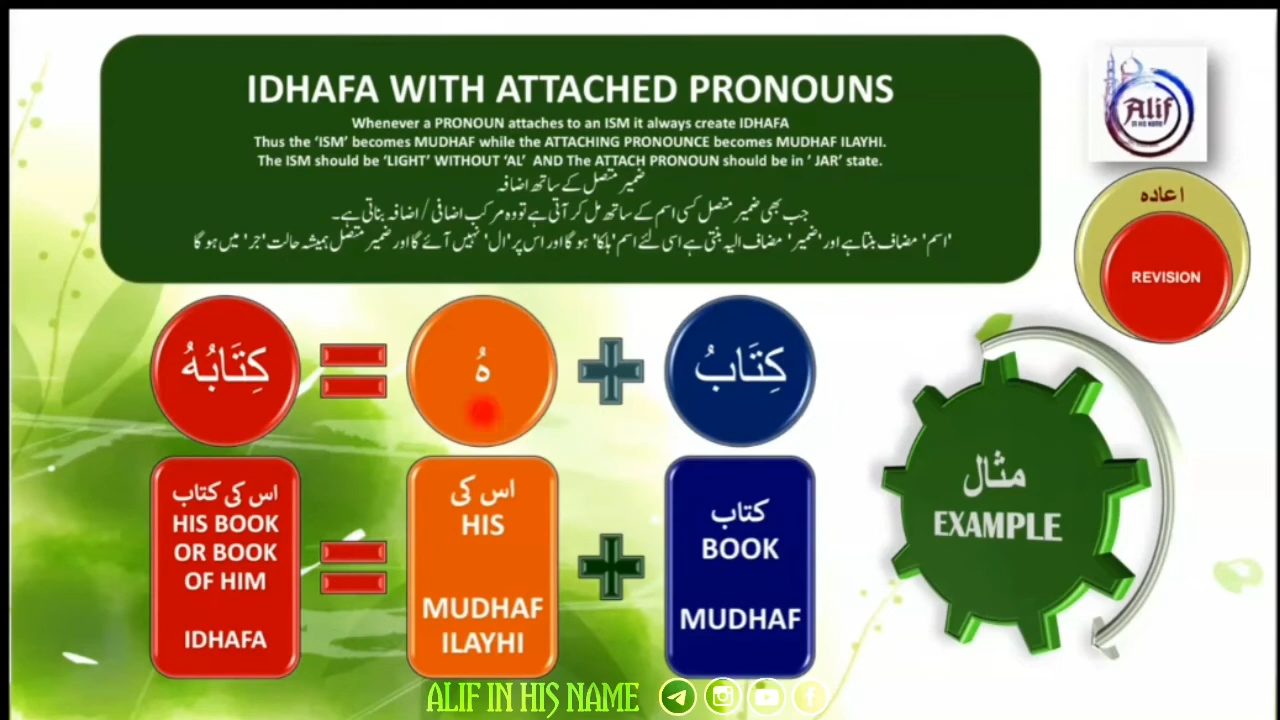 IDHAFA WITH ATTACHED PRONOUNS
Whenever a PRONOUN attaches to an ISM it always create IDHAFA
Thus the ‘ISM’ becomes MUDHAF while the ATTACHING PRONOUNCE becomes MUDHAF ILAYHI.
The ISM should be ‘LIGHT’ WITHOUT ‘AL’ AND The ATTACH PRONOUN should be in ‘ JAR’ state.
ضمیر متصل کے ساتھ اضافہ
جب بھی ضمیر متصل کسی اسم کے ساتھ مل کر آتی ہے تو وہ مرکب اضافی / اضافہ بناتی ہے۔
'اسم' مضاف بنتا ہے اور 'ضمیر' مضاف الیہ بنتی ہے اسی لئے اسم 'ہلکا' ہو گا اور اس پر 'ال' نہیں آئے گا اور ضمیر متصل ہمیشہ حالت 'جر' میں ہو گا
Alif
IN HIS NAME
اعادہ
REVISION
كِتَابُ
+
هُ
=
كِتَابُهُ
کتاب
BOOK
MUDHAF
+
اس کی
HIS
MUDHAF
ILAYHI
=
اس کی کتاب
HIS BOOK
OR BOOK
OF HIM
IDHAFA
مثال
EXAMPLE
ALIF IN HIS NAME